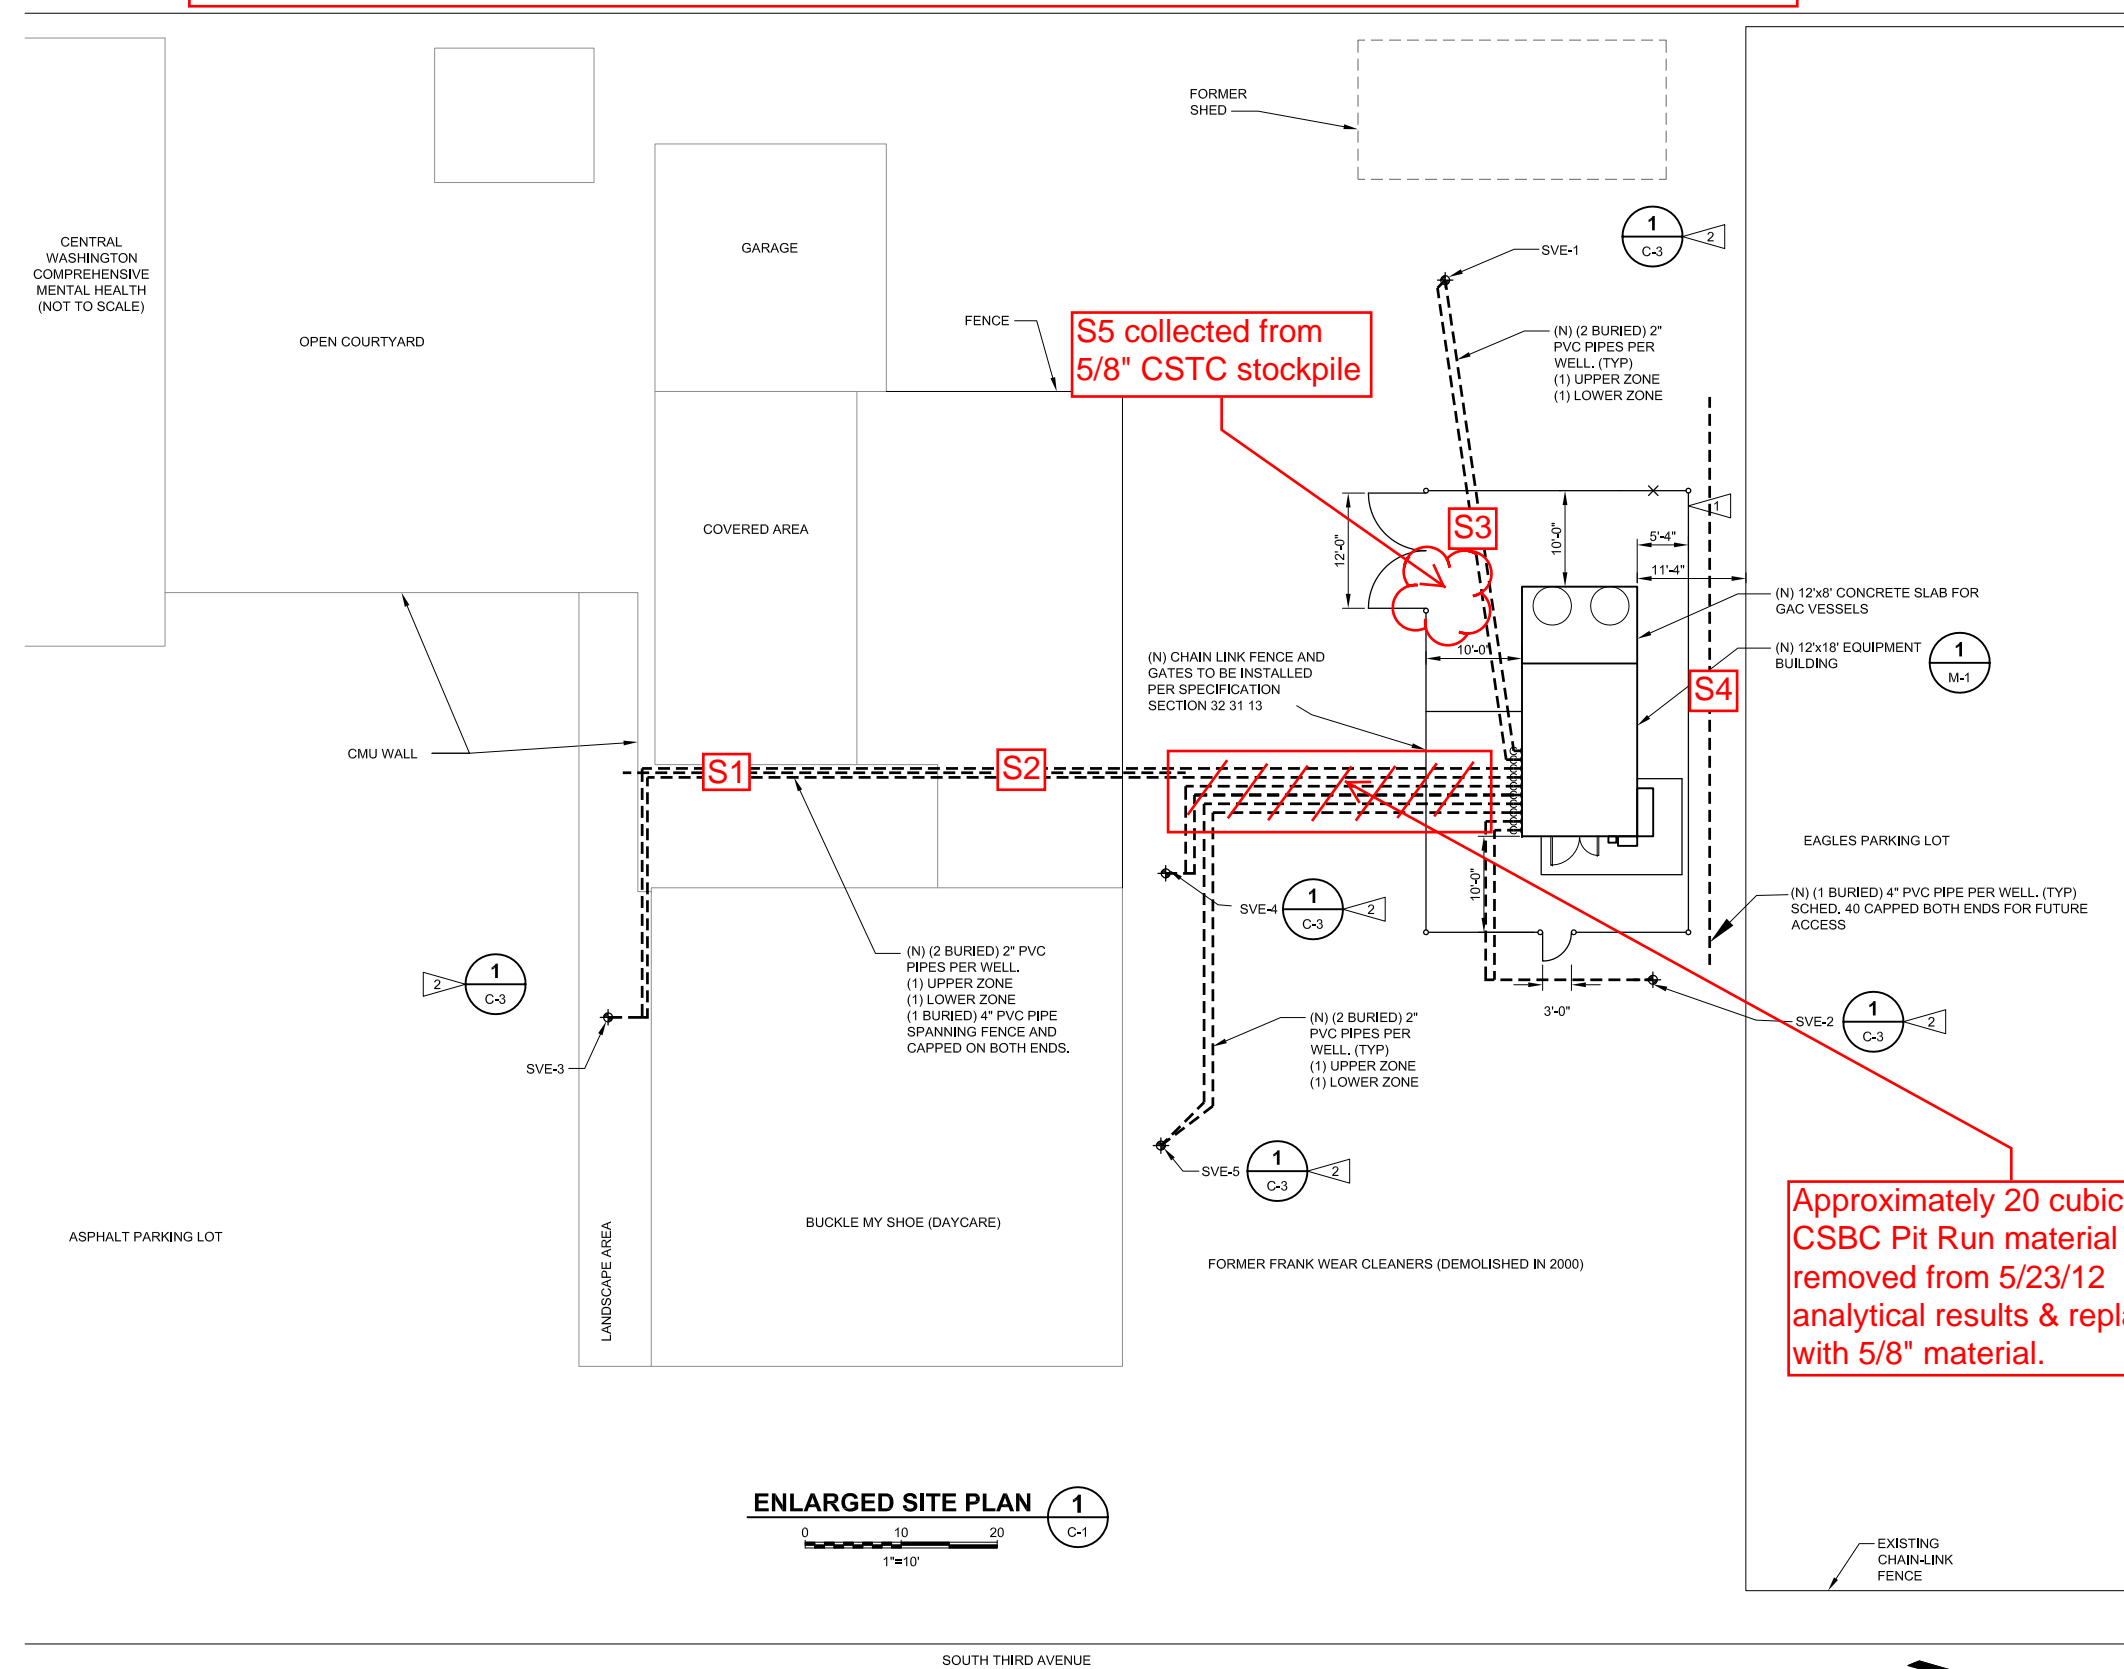 FORMER
SHED
CENTRAL
WASHINGTON
COMPREHENSIVE
MENTAL HEALTH
(NOT TO SCALE)
OPEN COURTYARD
GARAGE
FENCE
S5 collected from
5/8" CSTC stockpile
SVE-1
1
C-3
2
(N) (2 BURIED) 2"
PVC PIPES PER
WELL. (TYP)
(1) UPPER ZONE
(1) LOWER ZONE
COVERED AREA
12'-0"
S3
10'-0"
5'-4"
11'-4"
1
(N) 12'x8' CONCRETE SLAB FOR
GAC VESSELS
(N) 12'x18' EQUIPMENT
BUILDING
1
M-1
S4
10'-0"
(N) CHAIN LINK FENCE AND
GATES TO BE INSTALLED
PER SPECIFICATION
SECTION 32 31 13
CMU WALL
S1
S2
EAGLES PARKING LOT
(N) (1 BURIED) 4" PVC PIPE PER WELL. (TYP)
SCHED. 40 CAPPED BOTH ENDS FOR FUTURE
ACCESS
10'-0"
SVE-4
1
C-3
2
(N) (2 BURIED) 2" PVC
PIPES PER WELL.
(1) UPPER ZONE
(1) LOWER ZONE
(1 BURIED) 4" PVC PIPE
SPANNING FENCE AND
CAPPED ON BOTH ENDS.
2
1
C-3
SVE-3
3'-0"
(N) (2 BURIED) 2"
PVC PIPES PER
WELL. (TYP)
(1) UPPER ZONE
(1) LOWER ZONE
SVE-2
1
C-3
2
SVE-5
1
C-3
2
Approximately 20 cubic
CSBC Pit Run material
removed from 5/23/12
analytical results & repla
with 5/8" material.
ASPHALT PARKING LOT
LANDSCAPE AREA
BUCKLE MY SHOE (DAYCARE)
FORMER FRANK WEAR CLEANERS (DEMOLISHED IN 2000)
ENLARGED SITE PLAN
1
C-1
0 10 20
1"=10'
EXISTING
CHAIN-LINK
FENCE
SOUTH THIRD AVENUE